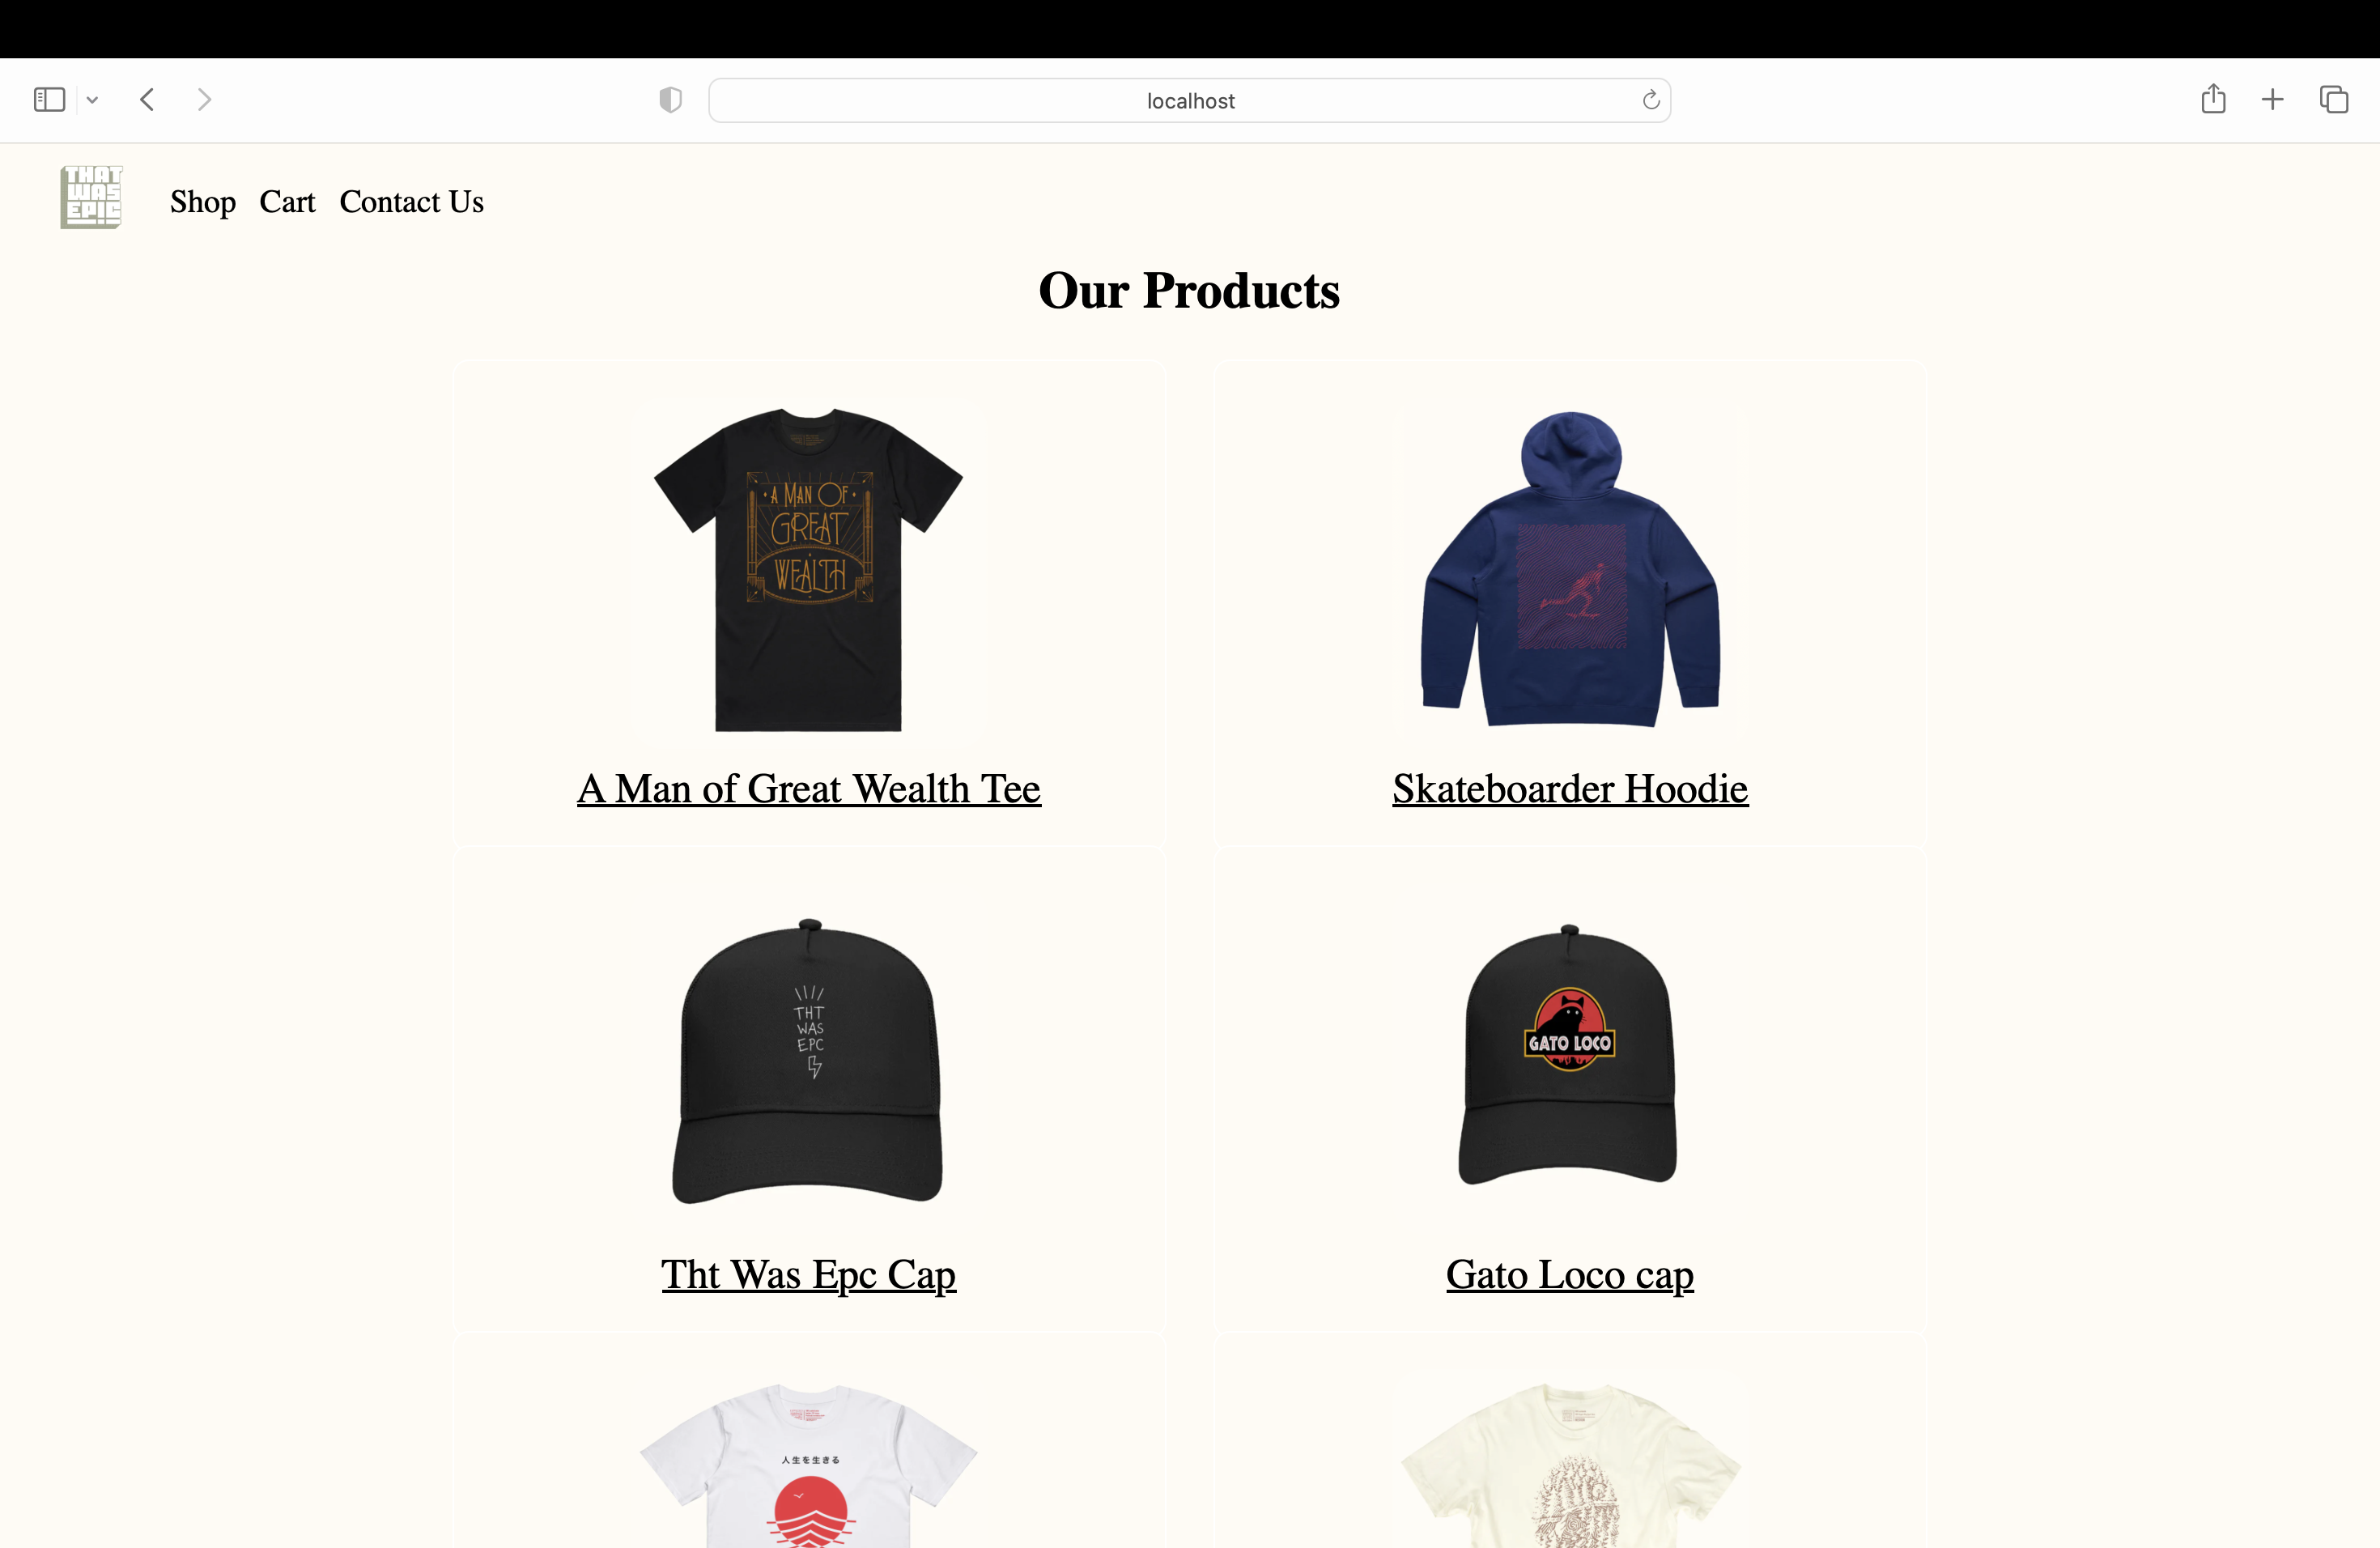 localhost
THAT
WAS
EPIC
Shop Cart Contact Us
Our Products
A MAN OF
GREAT
WEALTH
A Man of Great Wealth Tee
Skateboarder Hoodie
THT
WAS
EPC
GATO LOCO
Tht Was Epc Cap
Gato Loco cap
人生を生きる